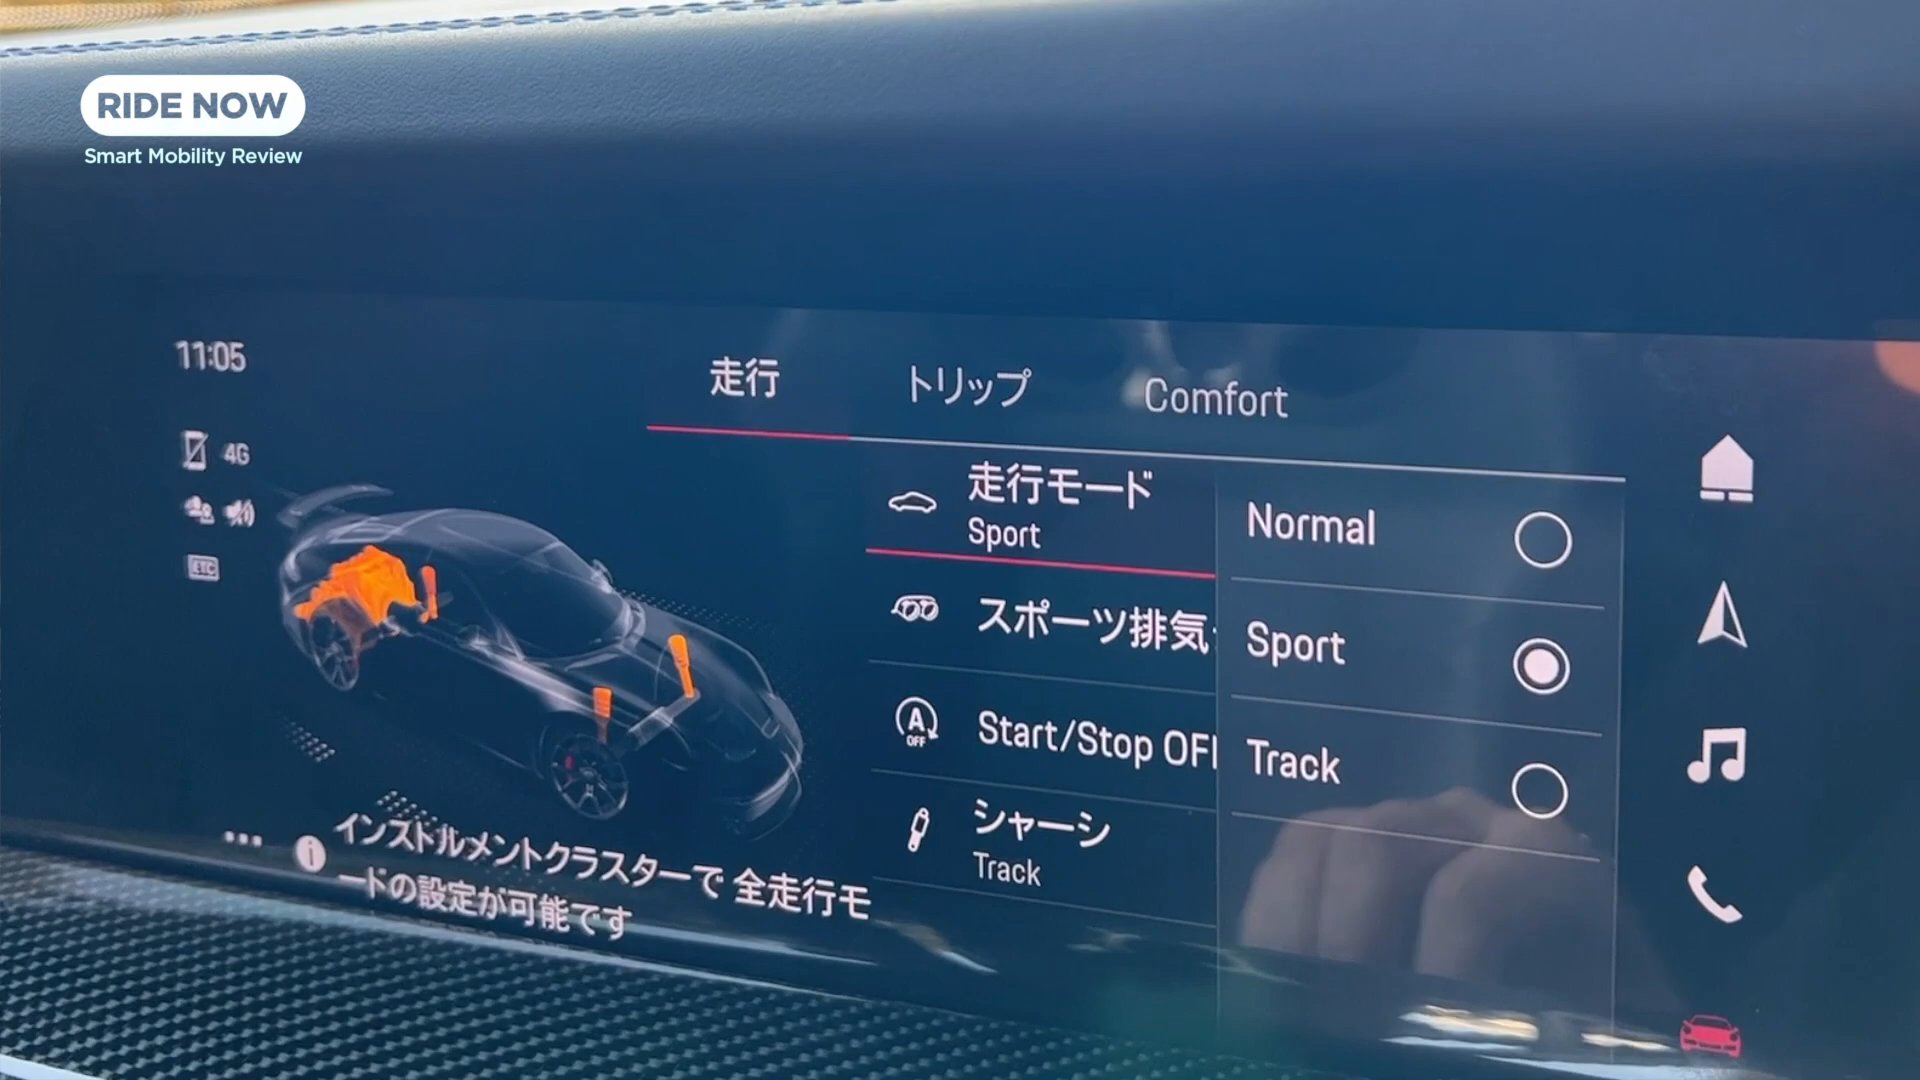 RIDE NOW
Smart Mobility Review
11:05
4G
ETC
走行
トリップ
Comfort
走行モード
Sport
スポーツ排気
Start/Stop OF
A
OFF
シャーシ
Track
Normal
Sport
Track
インストルメントクラスターで 全走行モ
ードの設定が可能です